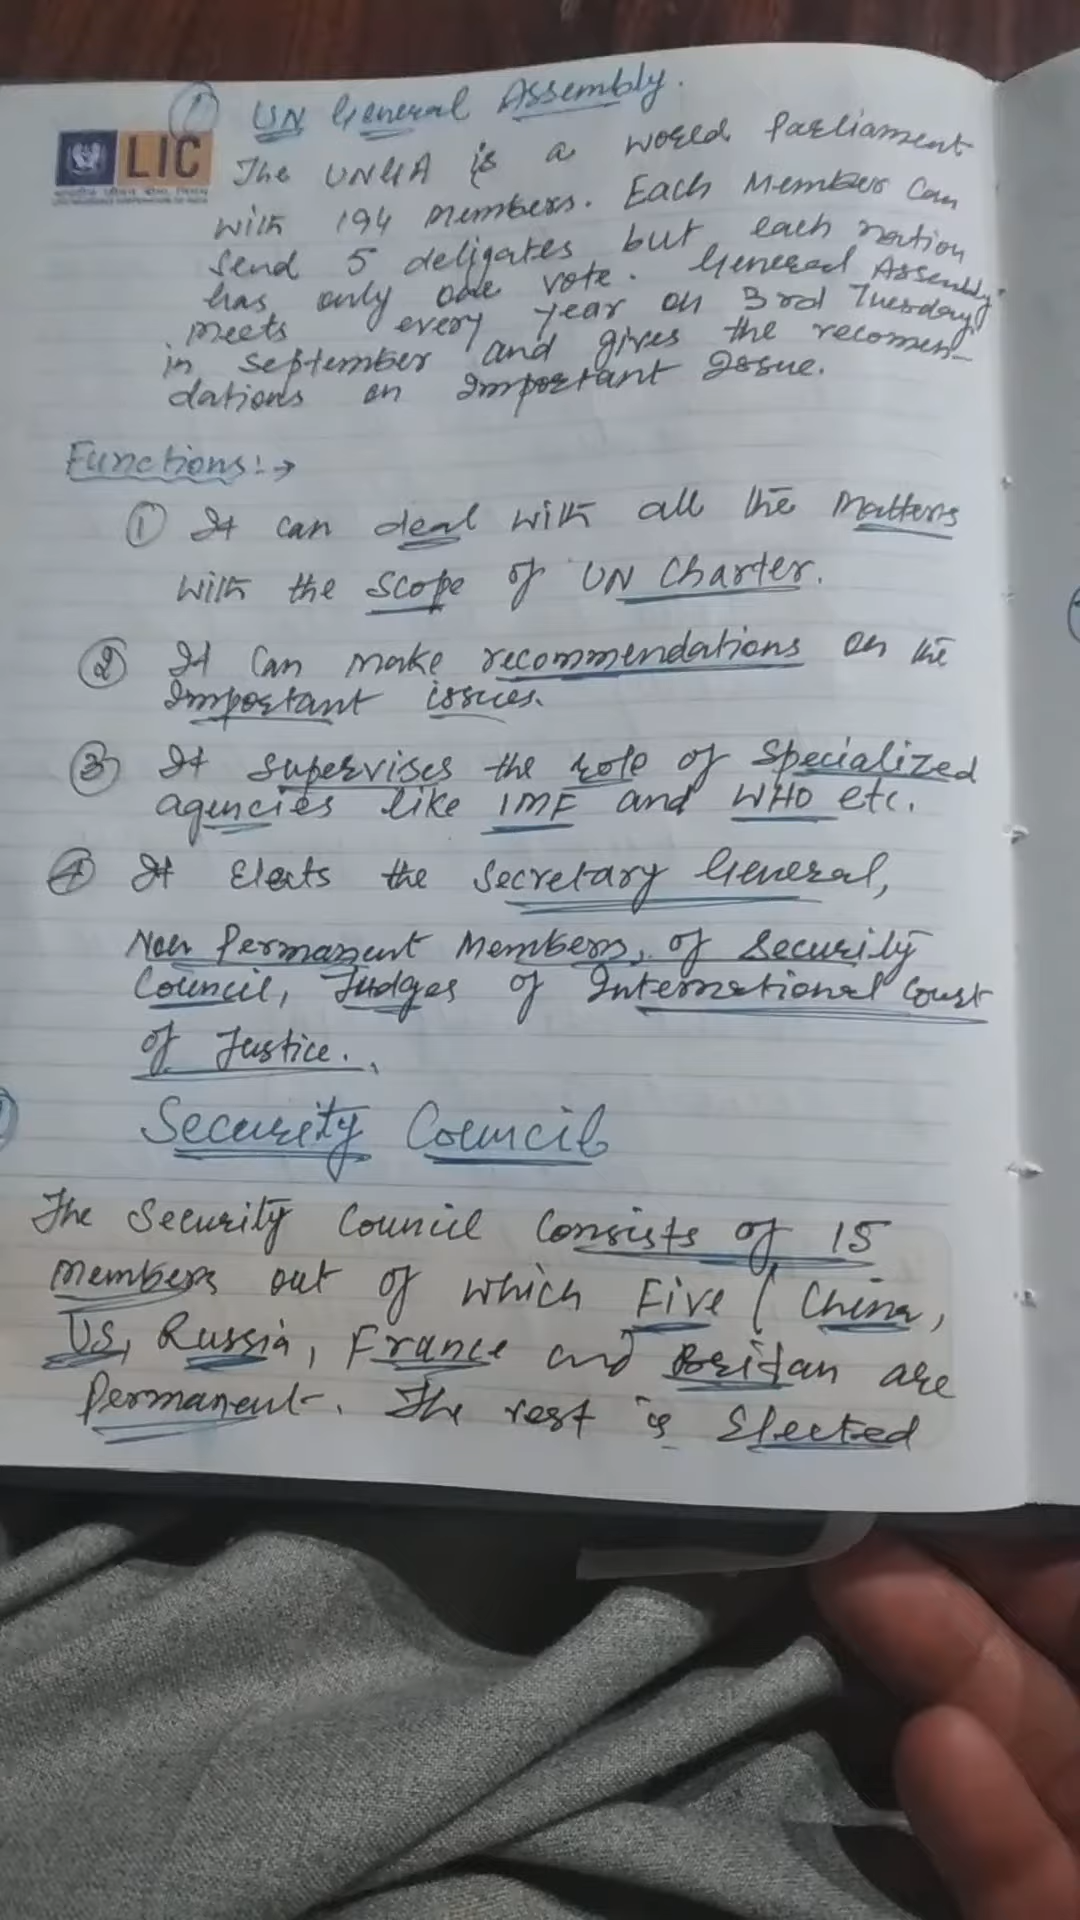 ① UN General Assembly.
LIC
The UNGA is a world Parliament
with 194 members. Each Member Can
Send 5 deligates but each nation
has only one vote. General Assembly
meets every year on 3rd Tuesday
in September and gives the recomen-
dations on Important Issue.
Functions:→
① It can deal with all the Matters
with the scope of UN Charter.
② It Can make recommendations on the
Important issues.
③ It supervises the role of Specialized
agencies like IMF and WHO etc.
④ It Elects the Secretary General,
Non Permanent Members, of Security
Council, Judges of International Court
of Justice.
Security Council
The Security Council Consists of 15
members out of which Five ( China,
US, Russia, France and Britan are
Permanent. The rest is Elected